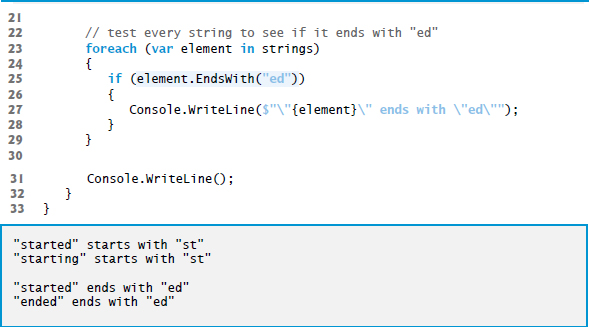 21
22 // test every string to see if it ends with "ed"
23 foreach (var element in strings)
24 {
25 if (element.EndsWith("ed"))
26 {
27 Console.WriteLine($"\"{element}\" ends with \"ed\"");
28 }
29 }
30
31 Console.WriteLine();
32 }
33 }
"started" starts with "st"
"starting" starts with "st"
"started" ends with "ed"
"ended" ends with "ed"